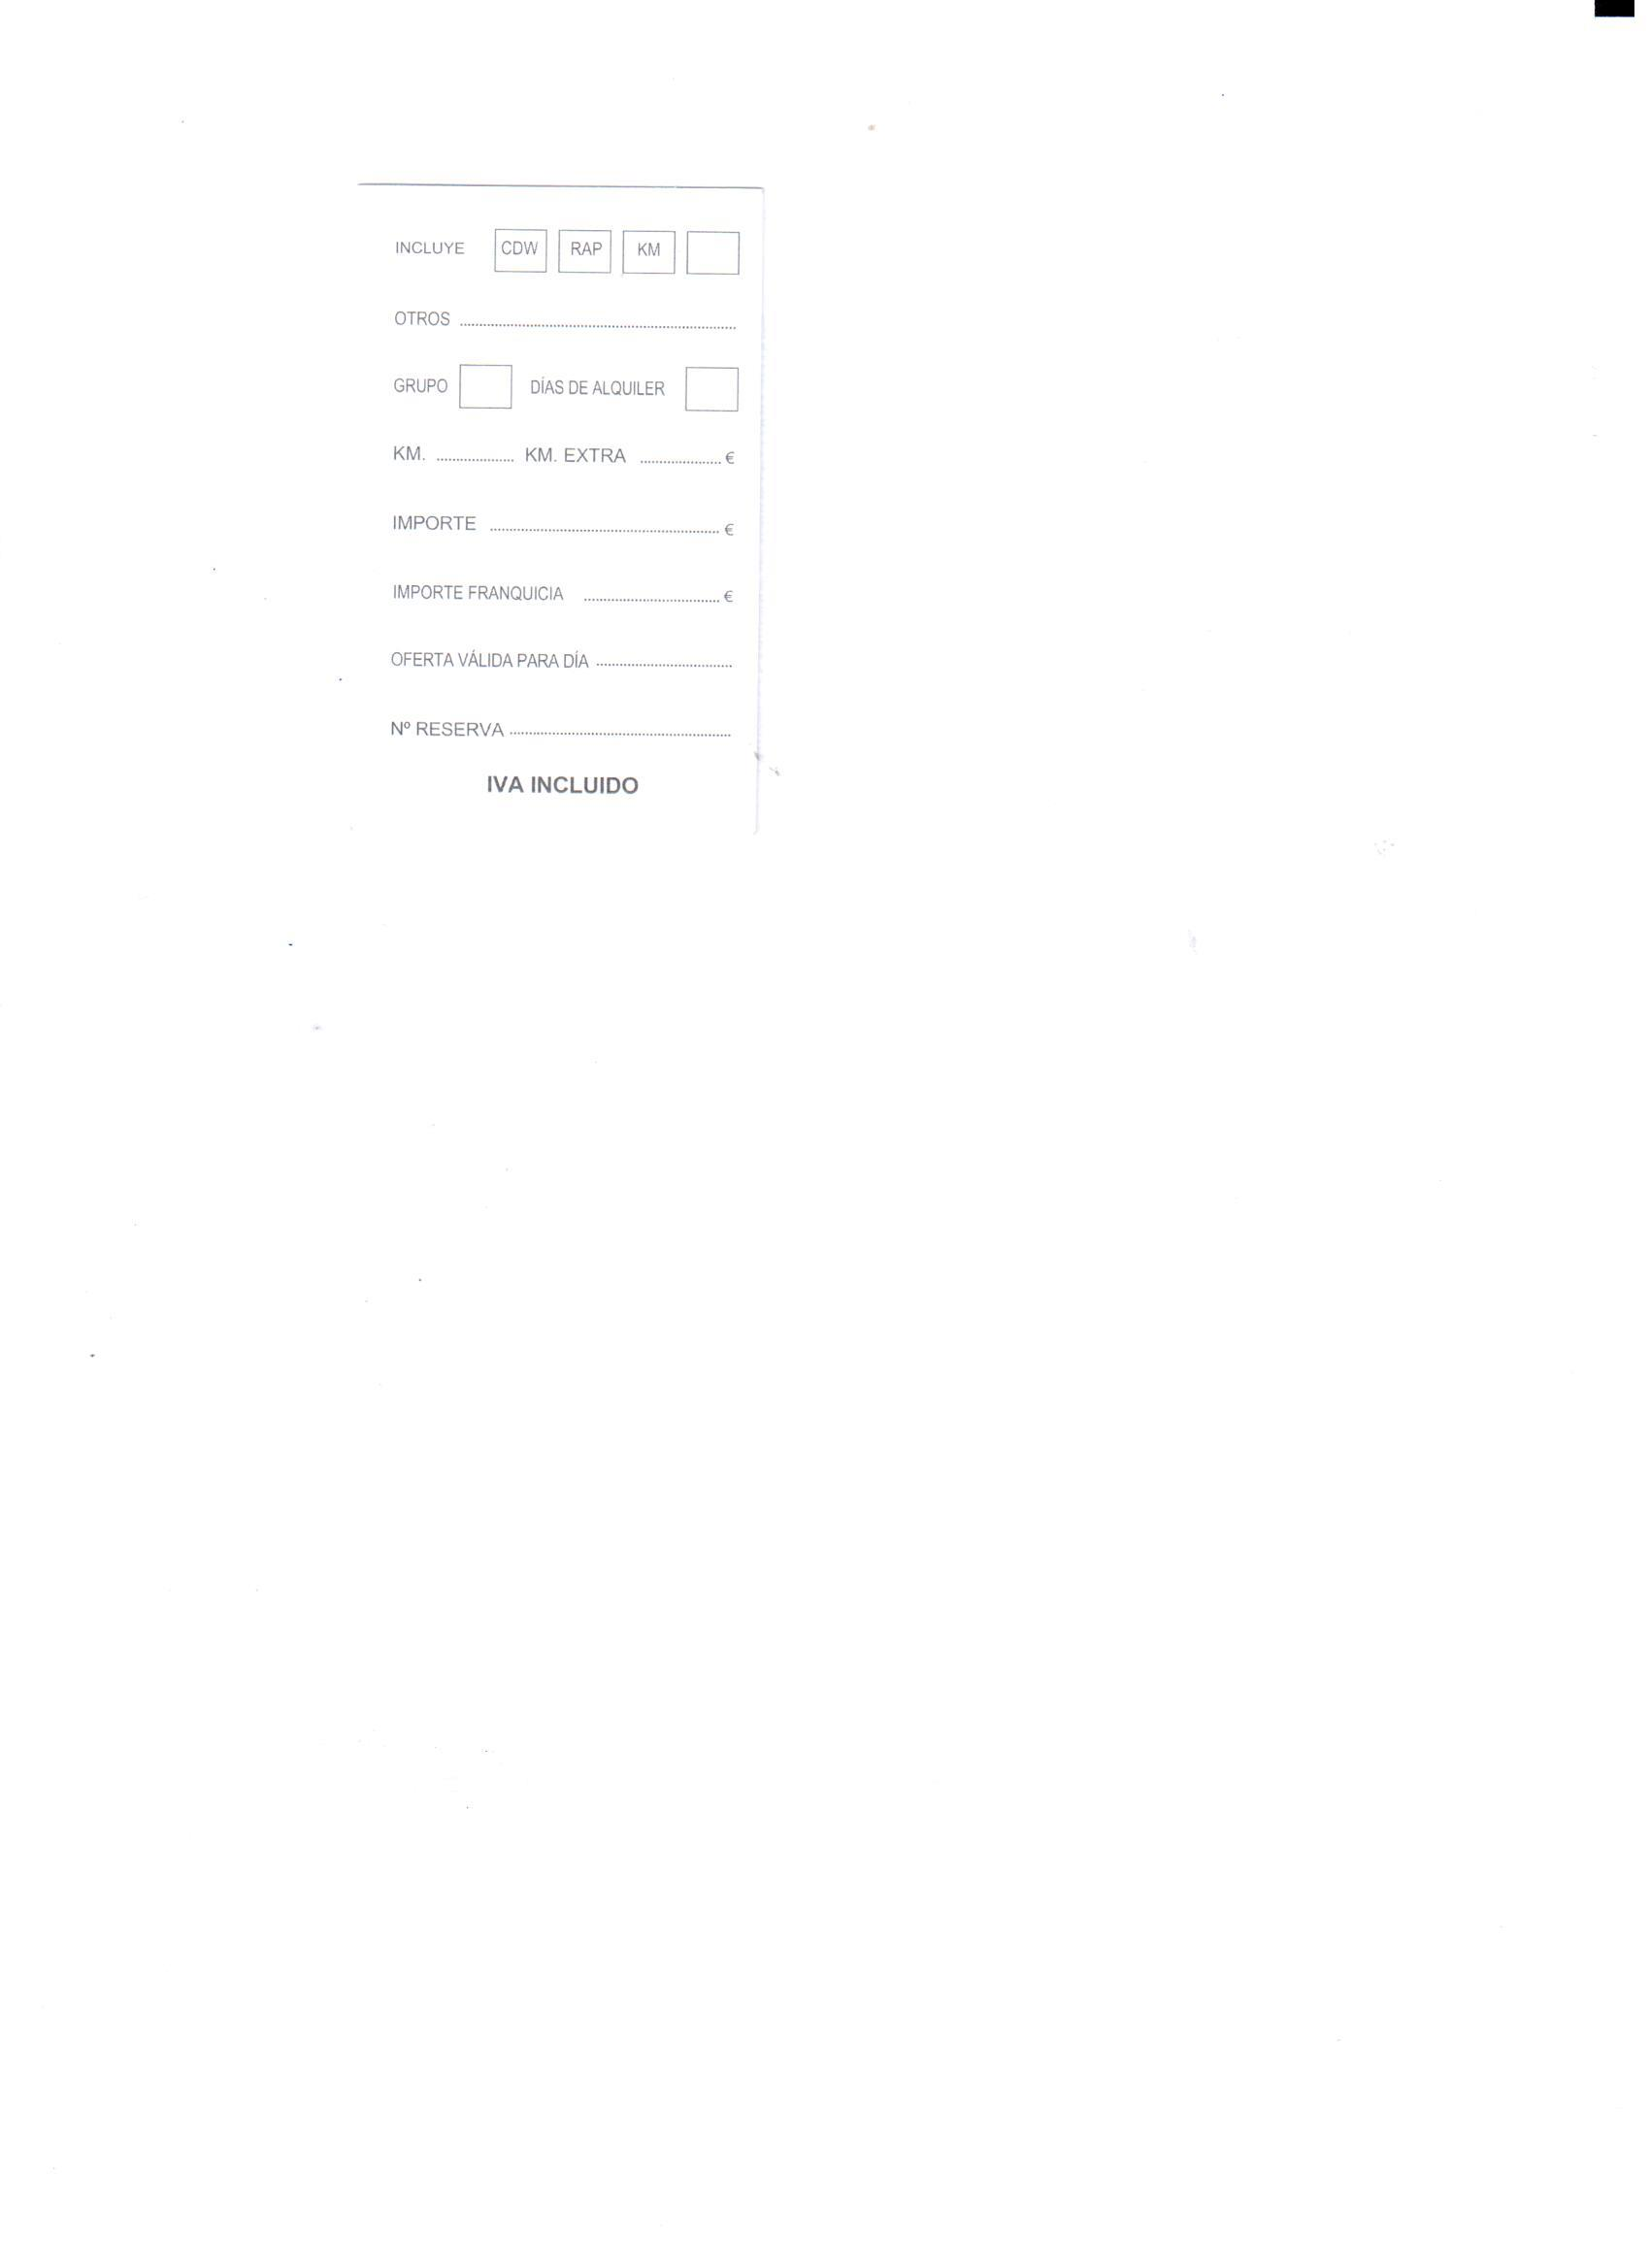 INCLUYE CDW RAP KM
OTROS ........................................
GRUPO DÍAS DE ALQUILER
KM. .................. KM. EXTRA .................. €
IMPORTE ........................................ €
IMPORTE FRANQUICIA .............................. €
OFERTA VÁLIDA PARA DÍA ..............................
Nº RESERVA ........................................
IVA INCLUIDO